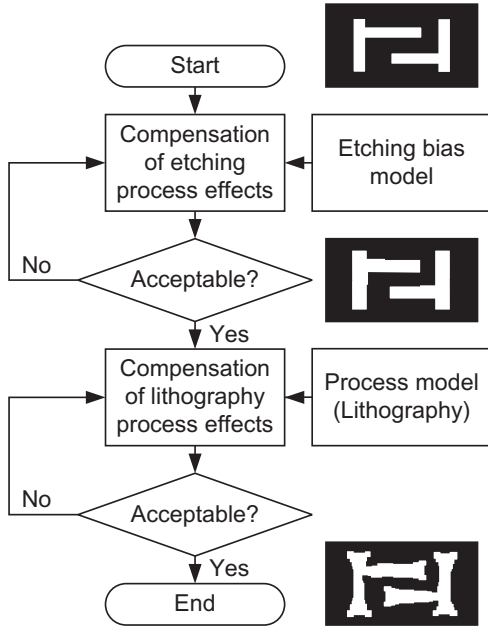 Start
Compensation
of etching
process effects
Etching bias
model
No
Acceptable?
Yes
Compensation
of lithography
process effects
Process model
(Lithography)
No
Acceptable?
Yes
End